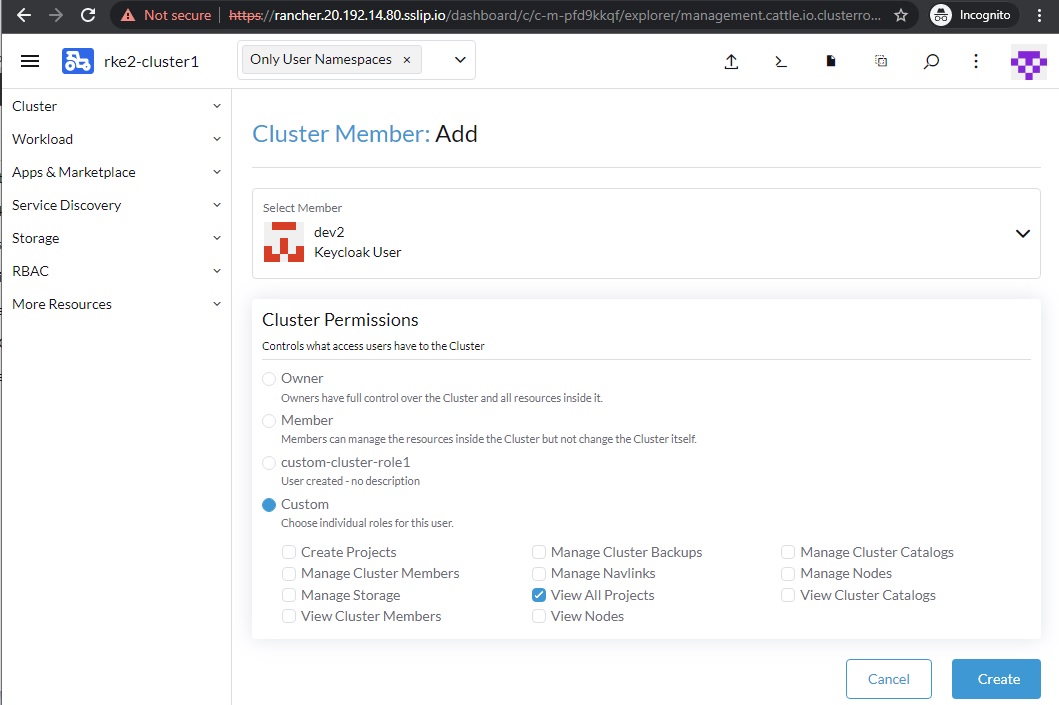 Not secure https://rancher.20.192.14.80.sslip.io/dashboard/c/c-m-pfd9kkqf/explorer/management.cattle.io.clusterro... Incognito
rke2-cluster1 Only User Namespaces ×
Cluster
Workload
Apps & Marketplace
Service Discovery
Storage
RBAC
More Resources
Cluster Member: Add
Select Member
dev2
Keycloak User
Cluster Permissions
Controls what access users have to the Cluster
Owner
Owners have full control over the Cluster and all resources inside it.
Member
Members can manage the resources inside the Cluster but not change the Cluster itself.
custom-cluster-role1
User created - no description
Custom
Choose individual roles for this user.
Create Projects Manage Cluster Backups Manage Cluster Catalogs
Manage Cluster Members Manage Navlinks Manage Nodes
Manage Storage View All Projects View Cluster Catalogs
View Cluster Members View Nodes
Cancel Create